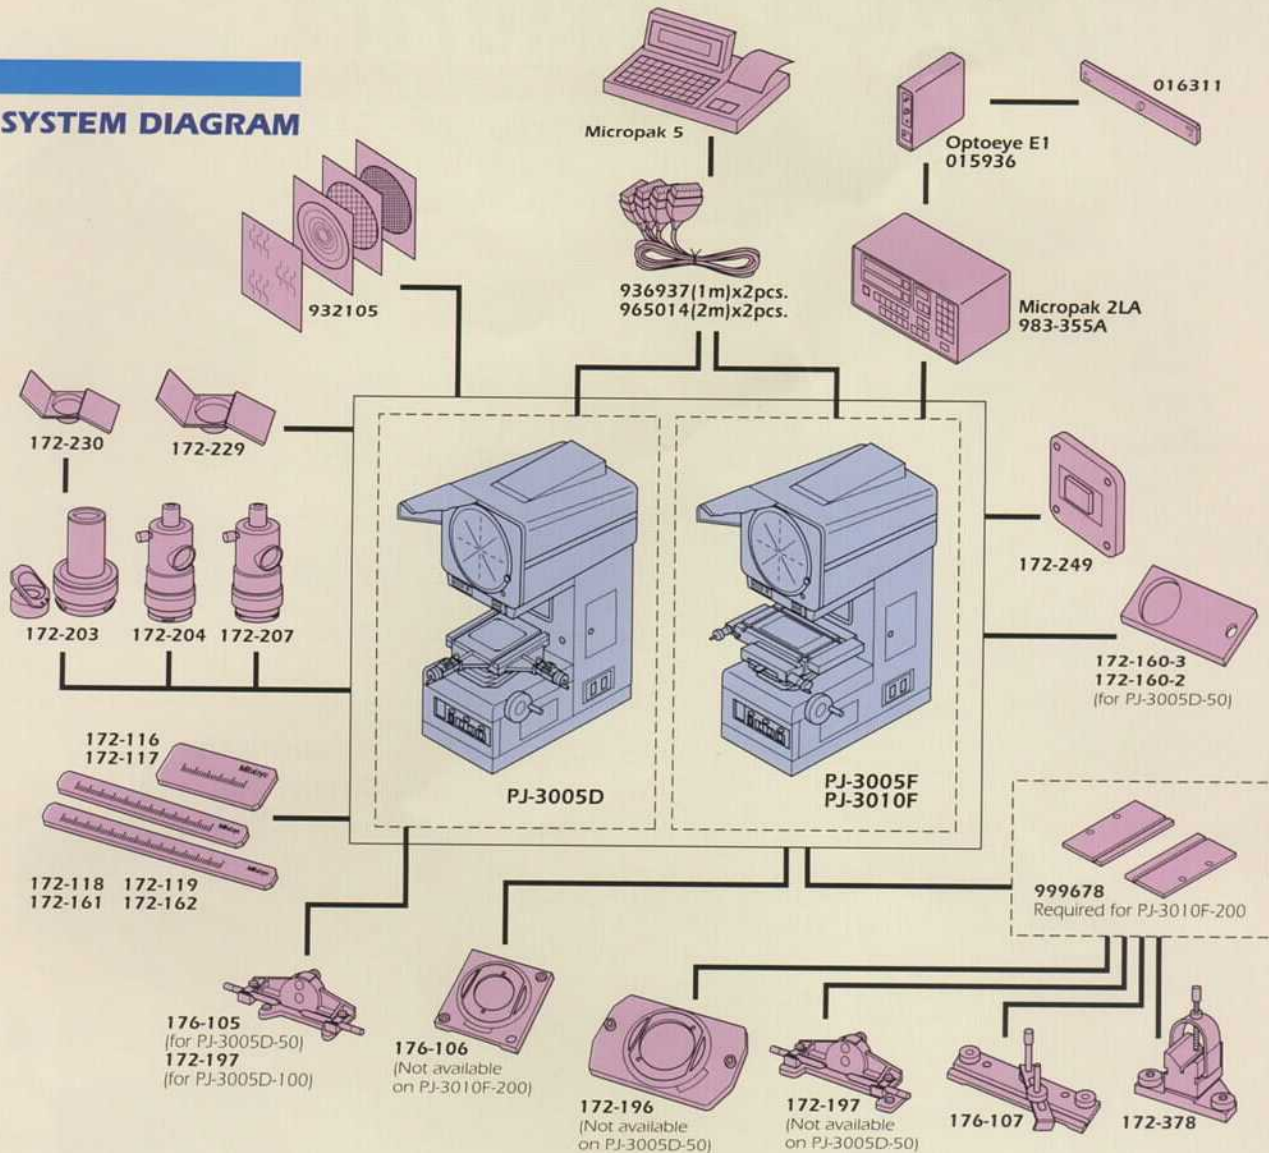 SYSTEM DIAGRAM
Micropak 5
Optoeye E1
015936
016311
932105
936937(1m)x2pcs.
965014(2m)x2pcs.
Micropak 2LA
983-355A
172-230
172-229
172-203
172-204
172-207
172-249
172-160-3
172-160-2
(for PJ-3005D-50)
PJ-3005D
PJ-3005F
PJ-3010F
172-116
172-117
Mitutoyo
Mitutoyo
Mitutoyo
172-118 172-119
172-161 172-162
999678
Required for PJ-3010F-200
176-105
(for PJ-3005D-50)
172-197
(for PJ-3005D-100)
176-106
(Not available
on PJ-3010F-200)
172-196
(Not available
on PJ-3005D-50)
172-197
(Not available
on PJ-3005D-50)
176-107
172-378